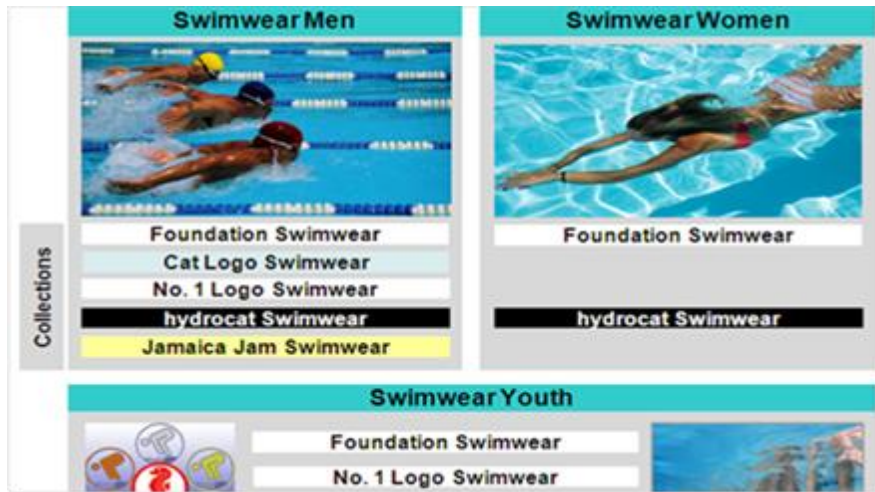 Swimwear Men
Swimwear Women
Foundation Swimwear
Cat Logo Swimwear
No. 1 Logo Swimwear
hydrocat Swimwear
Jamaica Jam Swimwear
Foundation Swimwear
hydrocat Swimwear
Collections
Swimwear Youth
Foundation Swimwear
No. 1 Logo Swimwear